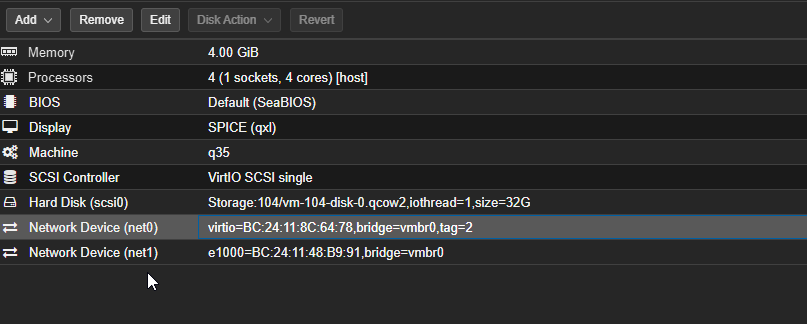 Add Remove Edit Disk Action Revert
Memory 4.00 GiB
Processors 4 (1 sockets, 4 cores) [host]
BIOS Default (SeaBIOS)
Display SPICE (qxl)
Machine q35
SCSI Controller VirtIO SCSI single
Hard Disk (scsi0) Storage:104/vm-104-disk-0.qcow2,iothread=1,size=32G
Network Device (net0) virtio=BC:24:11:8C:64:78,bridge=vmbr0,tag=2
Network Device (net1) e1000=BC:24:11:48:B9:91,bridge=vmbr0